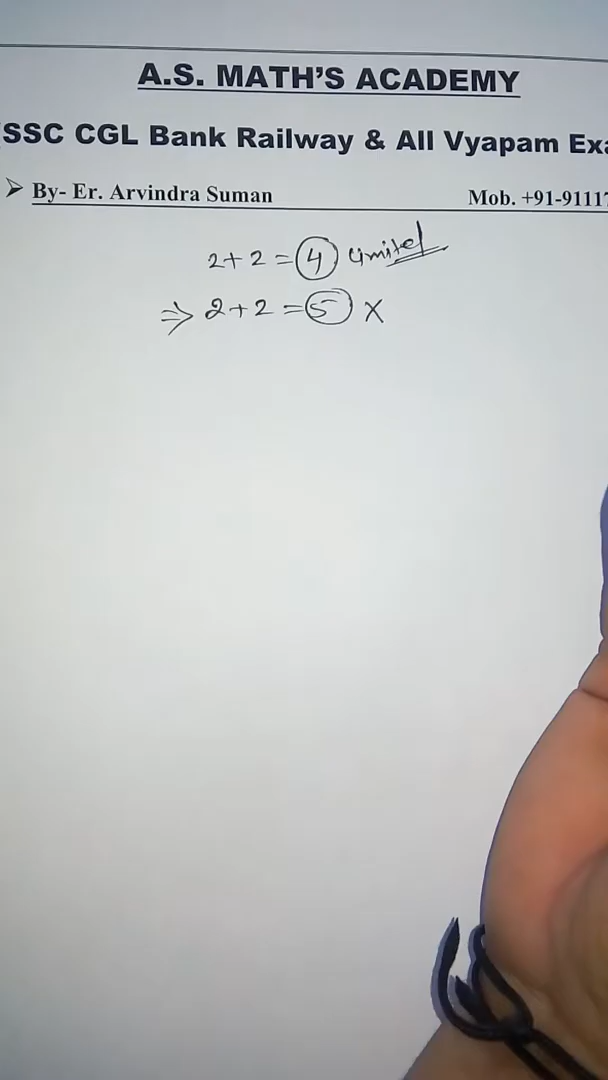 A.S. MATH'S ACADEMY
SSC CGL Bank Railway & All Vyapam Exa
➤ By- Er. Arvindra Suman Mob. +91-9111
2+2=4 Limited
⇒ 2+2=5 X